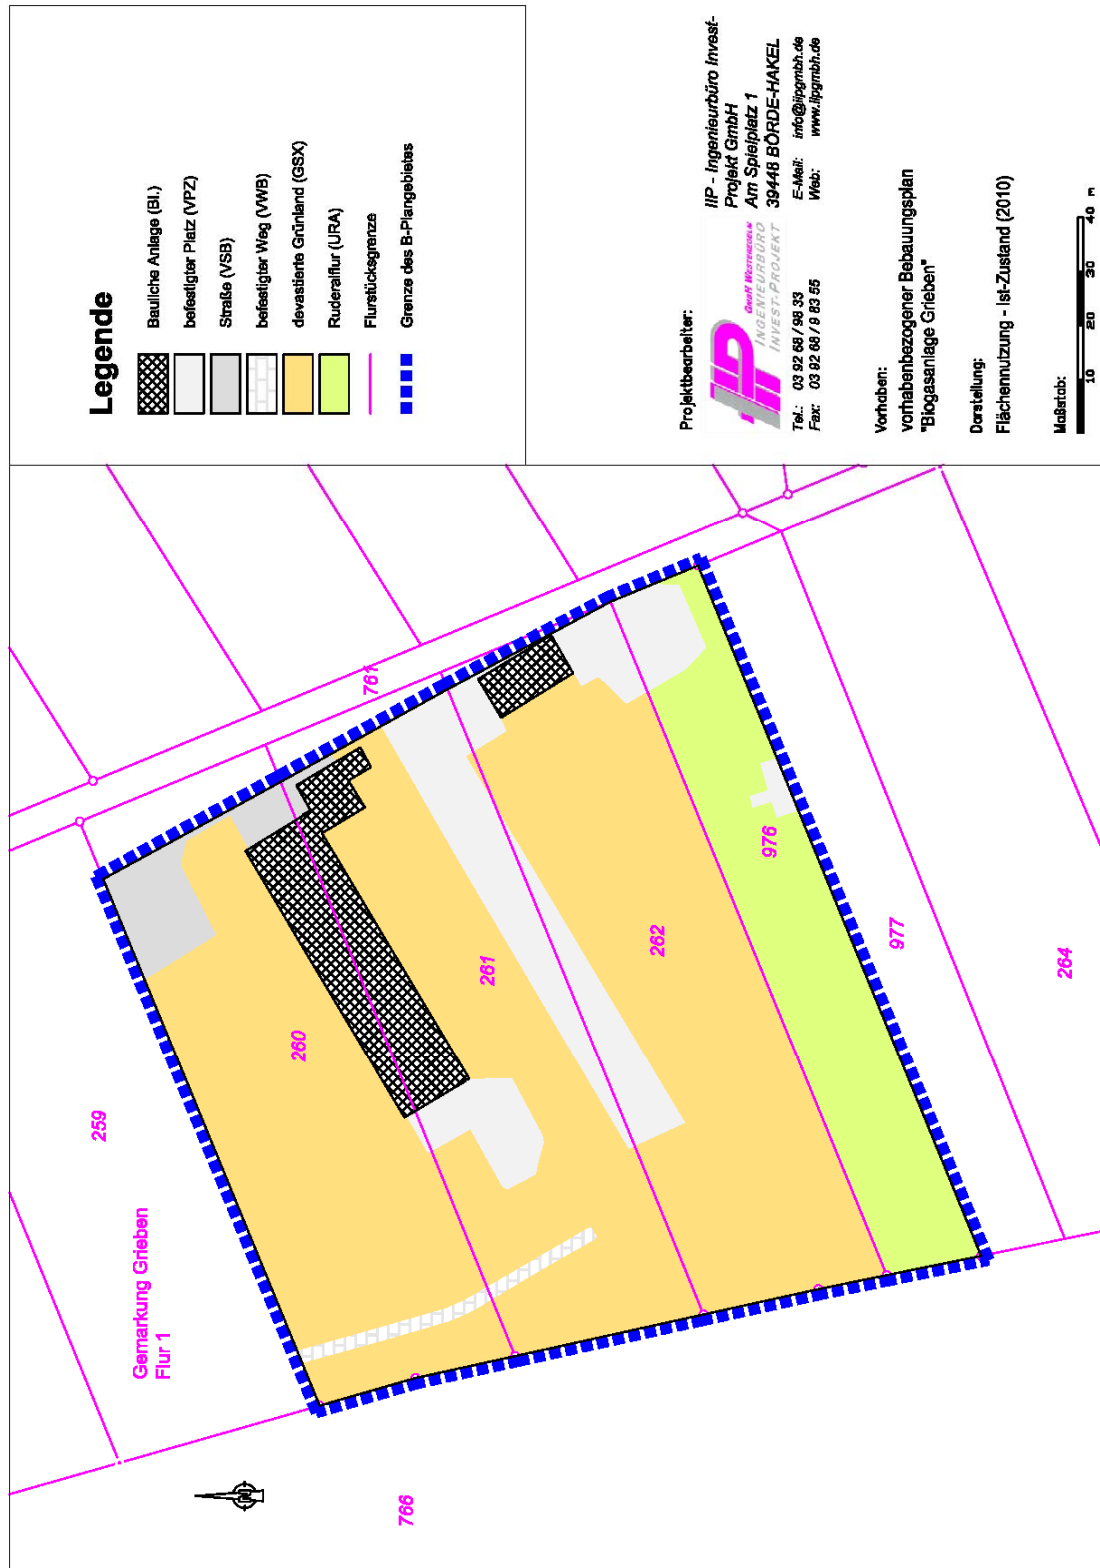 Legende
Bauliche Anlage (BI.)
befestigter Platz (VPZ)
Straße (VSB)
befestigter Weg (VWB)
devastierte Grünland (GSX)
Ruderalflur (URA)
Flurstücksgrenze
Grenze des B-Plangebietes
Projektbearbeiter:
IIP
GmbH Westeregeln
INGENIEURBÜRO
INVEST-PROJEKT
IIP - Ingenieurbüro Invest-
Projekt GmbH
Am Spielplatz 1
39448 BÖRDE-HAKEL
Tel.: 03 92 68 / 98 33
Fax: 03 92 68 / 9 83 55
E-Mail: info@iipgmbh.de
Web: www.iipgmbh.de
Vorhaben:
vorhabenbezogener Bebauungsplan
"Biogasanlage Grieben"
Darstellung:
Flächennutzung - Ist-Zustand (2010)
Maßstab:
10 20 30 40 m
Gemarkung Grieben
Flur 1
259
260
261
262
976
977
264
761
766
N